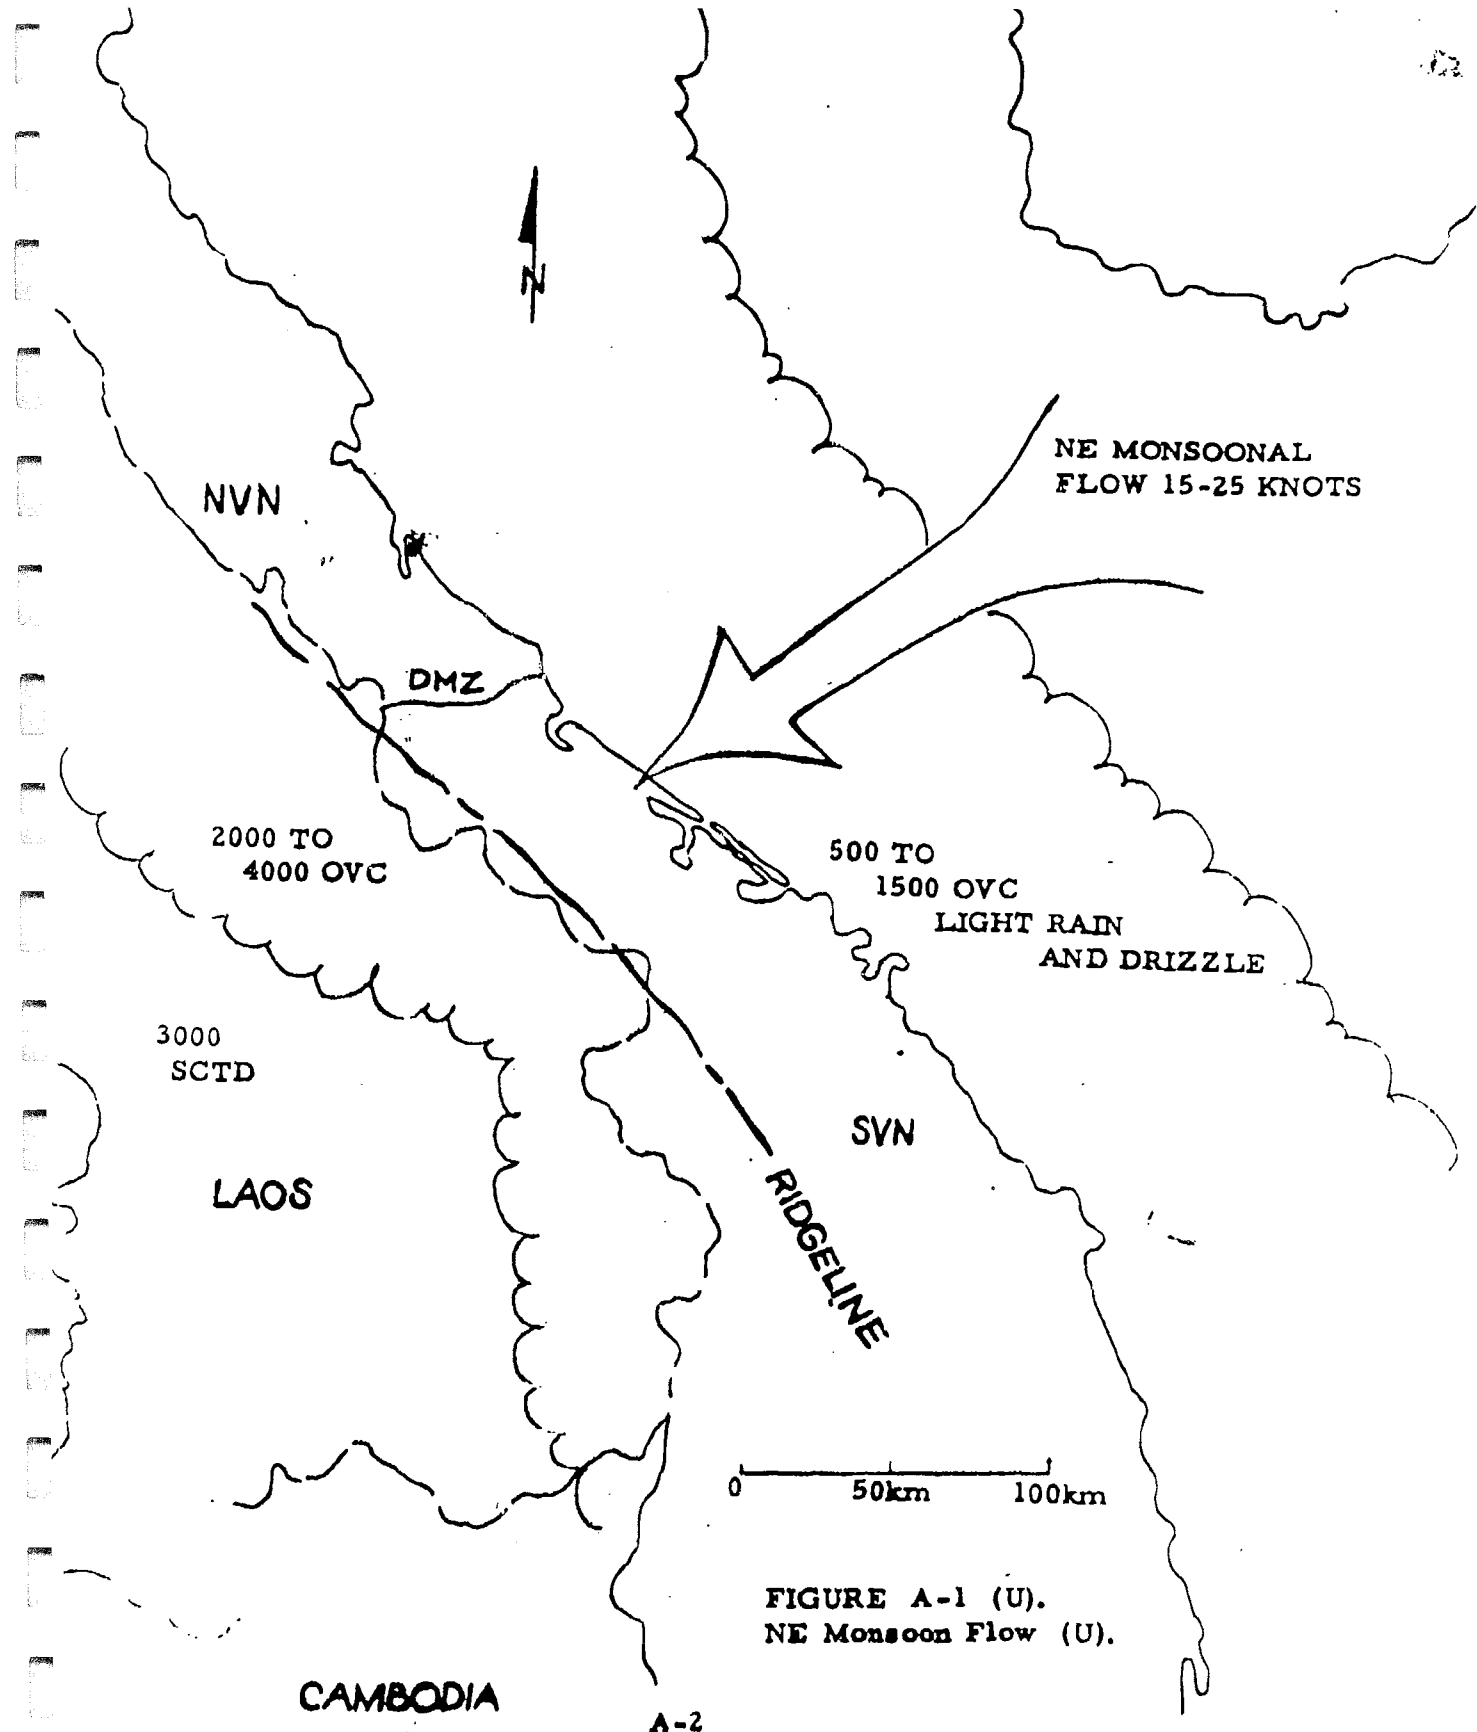 N
NE MONSOONAL
FLOW 15-25 KNOTS
NVN
DMZ
2000 TO
4000 OVC
500 TO
1500 OVC
LIGHT RAIN
AND DRIZZLE
3000
SCTD
SVN
LAOS
RIDGELINE
0 50km 100km
FIGURE A-1 (U).
NE Monsoon Flow (U).
CAMBODIA
A-2